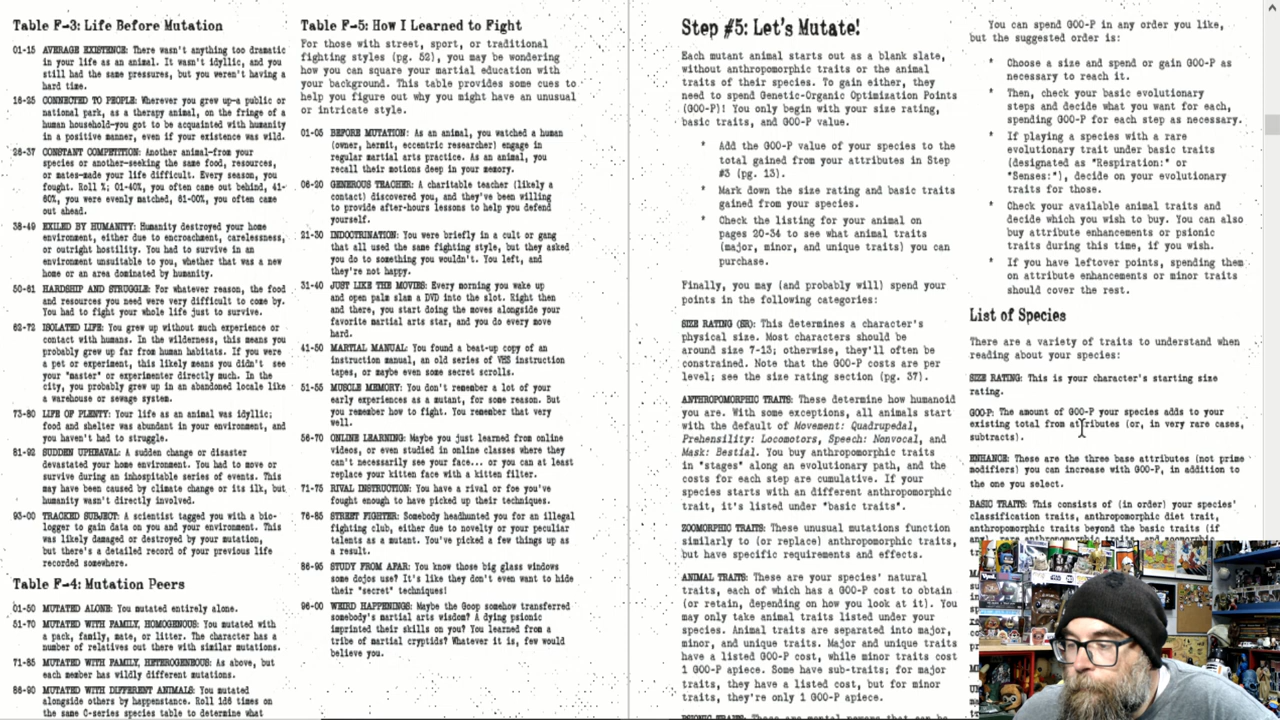 Table F-3: Life Before Mutation
01-15 AVERAGE EXISTENCE: There wasn't anything too dramatic
in your life as an animal. It wasn't idyllic, and you
still had the same pressures, but you weren't having a
hard time.
16-25 CONNECTED TO PEOPLE: Wherever you grew up—a public or
national park, as a therapy animal, on the fringe of a
human household—you got to be acquainted with humanity
in a positive manner, even if your existence was wild.
26-37 CONSTANT COMPETITION: Another animal—from your
species or another—seeking the same food, resources,
or mates—made your life difficult. Every season, you
fought. Roll %; 01-40%, you often came out behind, 41-
60%, you were evenly matched, 61-00%, you often came
out ahead.
38-49 EXILED BY HUMANITY: Humanity destroyed your home
environment, either due to encroachment, carelessness,
or outright hostility. You had to survive in an
environment unsuitable to you, whether that was a new
home or an area dominated by humanity.
50-61 HARDSHIP AND STRUGGLE: For whatever reason, the food
and resources you need were very difficult to come by.
You had to fight your whole life just to survive.
62-72 ISOLATED LIFE: You grew up without much experience or
contact with humans. In the wilderness, this means you
probably grew up far from human habitats. If you were
a pet or experiment, this likely means you didn't see
your "master" or experimenter directly much. In the
city, you probably grew up in an abandoned locale like
a warehouse or sewage system.
73-80 LIFE OF PLENTY: Your life as an animal was idyllic;
food and shelter was abundant in your environment, and
you haven't had to struggle.
81-92 SUDDEN UPHEAVAL: A sudden change or disaster
devastated your home environment. You had to move or
survive during an inhospitable series of events. This
may have been caused by climate change or its ilk, but
humanity wasn't directly involved.
93-00 TRACKED SUBJECT: A scientist tagged you with a bio-
logger to gain data on you and your environment. This
was likely damaged or destroyed by your mutation,
but there's a detailed record of your previous life
recorded somewhere.
Table F-4: Mutation Peers
01-50 MUTATED ALONE: You mutated entirely alone.
51-70 MUTATED WITH FAMILY, HOMOGENOUS: You mutated with
a pack, family, mate, or litter. The character has a
number of relatives out there with similar mutations.
71-85 MUTATED WITH FAMILY, HETEROGENEOUS: As above, but
each member has wildly different mutations.
86-90 MUTATED WITH DIFFERENT ANIMALS: You mutated
alongside others by happenstance. Roll 1d6 times on
the same C-series species table to determine what
Table F-5: How I Learned to Fight
For those with street, sport, or traditional
fighting styles (pg. 52), you may be wondering
how you can square your martial education with
your background. This table provides some cues to
help you figure out why you might have an unusual
or intricate style.
01-05 BEFORE MUTATION: As an animal, you watched a human
(owner, hermit, eccentric researcher) engage in
regular martial arts practice. As an animal, you
recall their motions deep in your memory.
06-20 GENEROUS TEACHER: A charitable teacher (likely a
contact) discovered you, and they've been willing
to provide after-hours lessons to help you defend
yourself.
21-30 INDOCTRINATION: You were briefly in a cult or gang
that all used the same fighting style, but they asked
you do to something you wouldn't. You left, and
they're not happy.
31-40 JUST LIKE THE MOVIES: Every morning you wake up
and open palm slam a DVD into the slot. Right then
and there, you start doing the moves alongside your
favorite martial arts star, and you do every move
hard.
41-50 MARTIAL MANUAL: You found a beat-up copy of an
instruction manual, an old series of VHS instruction
tapes, or maybe even some secret scrolls.
51-55 MUSCLE MEMORY: You don't remember a lot of your
early experiences as a mutant, for some reason. But
you remember how to fight. You remember that very
well.
56-70 ONLINE LEARNING: Maybe you just learned from online
videos, or even studied in online classes where they
can't necessarily see your face... or you can at least
replace your kitten face with a kitten filter.
71-75 RIVAL INSTRUCTION: You have a rival or foe you've
fought enough to have picked up their techniques.
76-85 STREET FIGHTER: Somebody headhunted you for an illegal
fighting club, either due to novelty or your peculiar
talents as a mutant. You've picked a few things up as
a result.
86-95 STUDY FROM AFAR: You know those big glass windows
some dojos use? It's like they don't even want to hide
their "secret" techniques!
96-00 WEIRD HAPPENINGS: Maybe the Goop somehow transferred
somebody's martial arts wisdom? A dying psionic
imprinted their skills on you? You learned from a
tribe of martial cryptids? Whatever it is, few would
believe you.
Step #5: Let's Mutate!
Each mutant animal starts out as a blank slate,
without anthropomorphic traits or the animal
traits of their species. To gain either, they
need to spend Genetic-Organic Optimization Points
(GOO-P)! You only begin with your size rating,
basic traits, and GOO-P value.
* Add the GOO-P value of your species to the
total gained from your attributes in Step
#3 (pg. 13).
* Mark down the size rating and basic traits
gained from your species.
* Check the listing for your animal on
pages 20-34 to see what animal traits
(major, minor, and unique traits) you can
purchase.
Finally, you may (and probably will) spend your
points in the following categories:
SIZE RATING (SR): This determines a character's
physical size. Most characters should be
around size 7-13; otherwise, they'll often be
constrained. Note that the GOO-P costs are per
level; see the size rating section (pg. 37).
ANTHROPOMORPHIC TRAITS: These determine how humanoid
you are. With some exceptions, all animals start
with the default of Movement: Quadrupedal,
Prehensility: Locomotors, Speech: Nonvocal, and
Mask: Bestial. You buy anthropomorphic traits
in "stages" along an evolutionary path, and the
costs for each step are cumulative. If your
species starts with an different anthropomorphic
trait, it's listed under "basic traits".
ZOOMORPHIC TRAITS: These unusual mutations function
similarly to (or replace) anthropomorphic traits,
but have specific requirements and effects.
ANIMAL TRAITS: These are your species' natural
traits, each of which has a GOO-P cost to obtain
(or retain, depending on how you look at it). You
may only take animal traits listed under your
species. Animal traits are separated into major,
minor, and unique traits. Major and unique traits
have a listed GOO-P cost, while minor traits cost
1 GOO-P apiece. Some have sub-traits; for major
traits, they have a listed cost, but for minor
traits, they're only 1 GOO-P apiece.
You can spend GOO-P in any order you like,
but the suggested order is:
* Choose a size and spend or gain GOO-P as
necessary to reach it.
* Then, check your basic evolutionary
steps and decide what you want for each,
spending GOO-P for each step as necessary.
* If playing a species with a rare
evolutionary trait under basic traits
(designated as "Respiration:" or
"Senses:"), decide on your evolutionary
traits for those.
* Check your available animal traits and
decide which you wish to buy. You can also
buy attribute enhancements or psionic
traits during this time, if you wish.
* If you have leftover points, spending them
on attribute enhancements or minor traits
should cover the rest.
List of Species
There are a variety of traits to understand when
reading about your species:
SIZE RATING: This is your character's starting size
rating.
GOO-P: The amount of GOO-P your species adds to your
existing total from attributes (or, in very rare cases,
subtracts).
ENHANCE: These are the three base attributes (not prime
modifiers) you can increase with GOO-P, in addition to
the one you select.
BASIC TRAITS: This consists of (in order) your species'
classification traits, anthropomorphic diet trait,
anthropomorphic traits beyond the basic traits (if